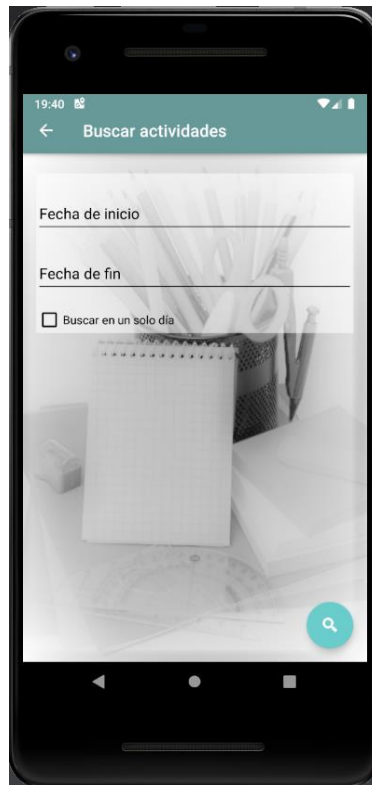 19:40
Buscar actividades
Fecha de inicio
Fecha de fin
Buscar en un solo día